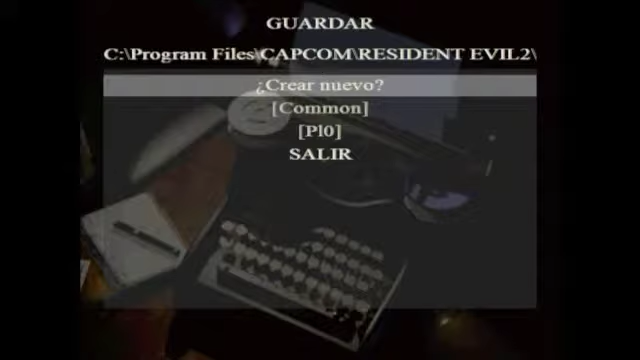 GUARDAR
C:\Program Files\CAPCOM\RESIDENT EVIL2\
¿Crear nuevo?
[Common]
[Pl0]
SALIR